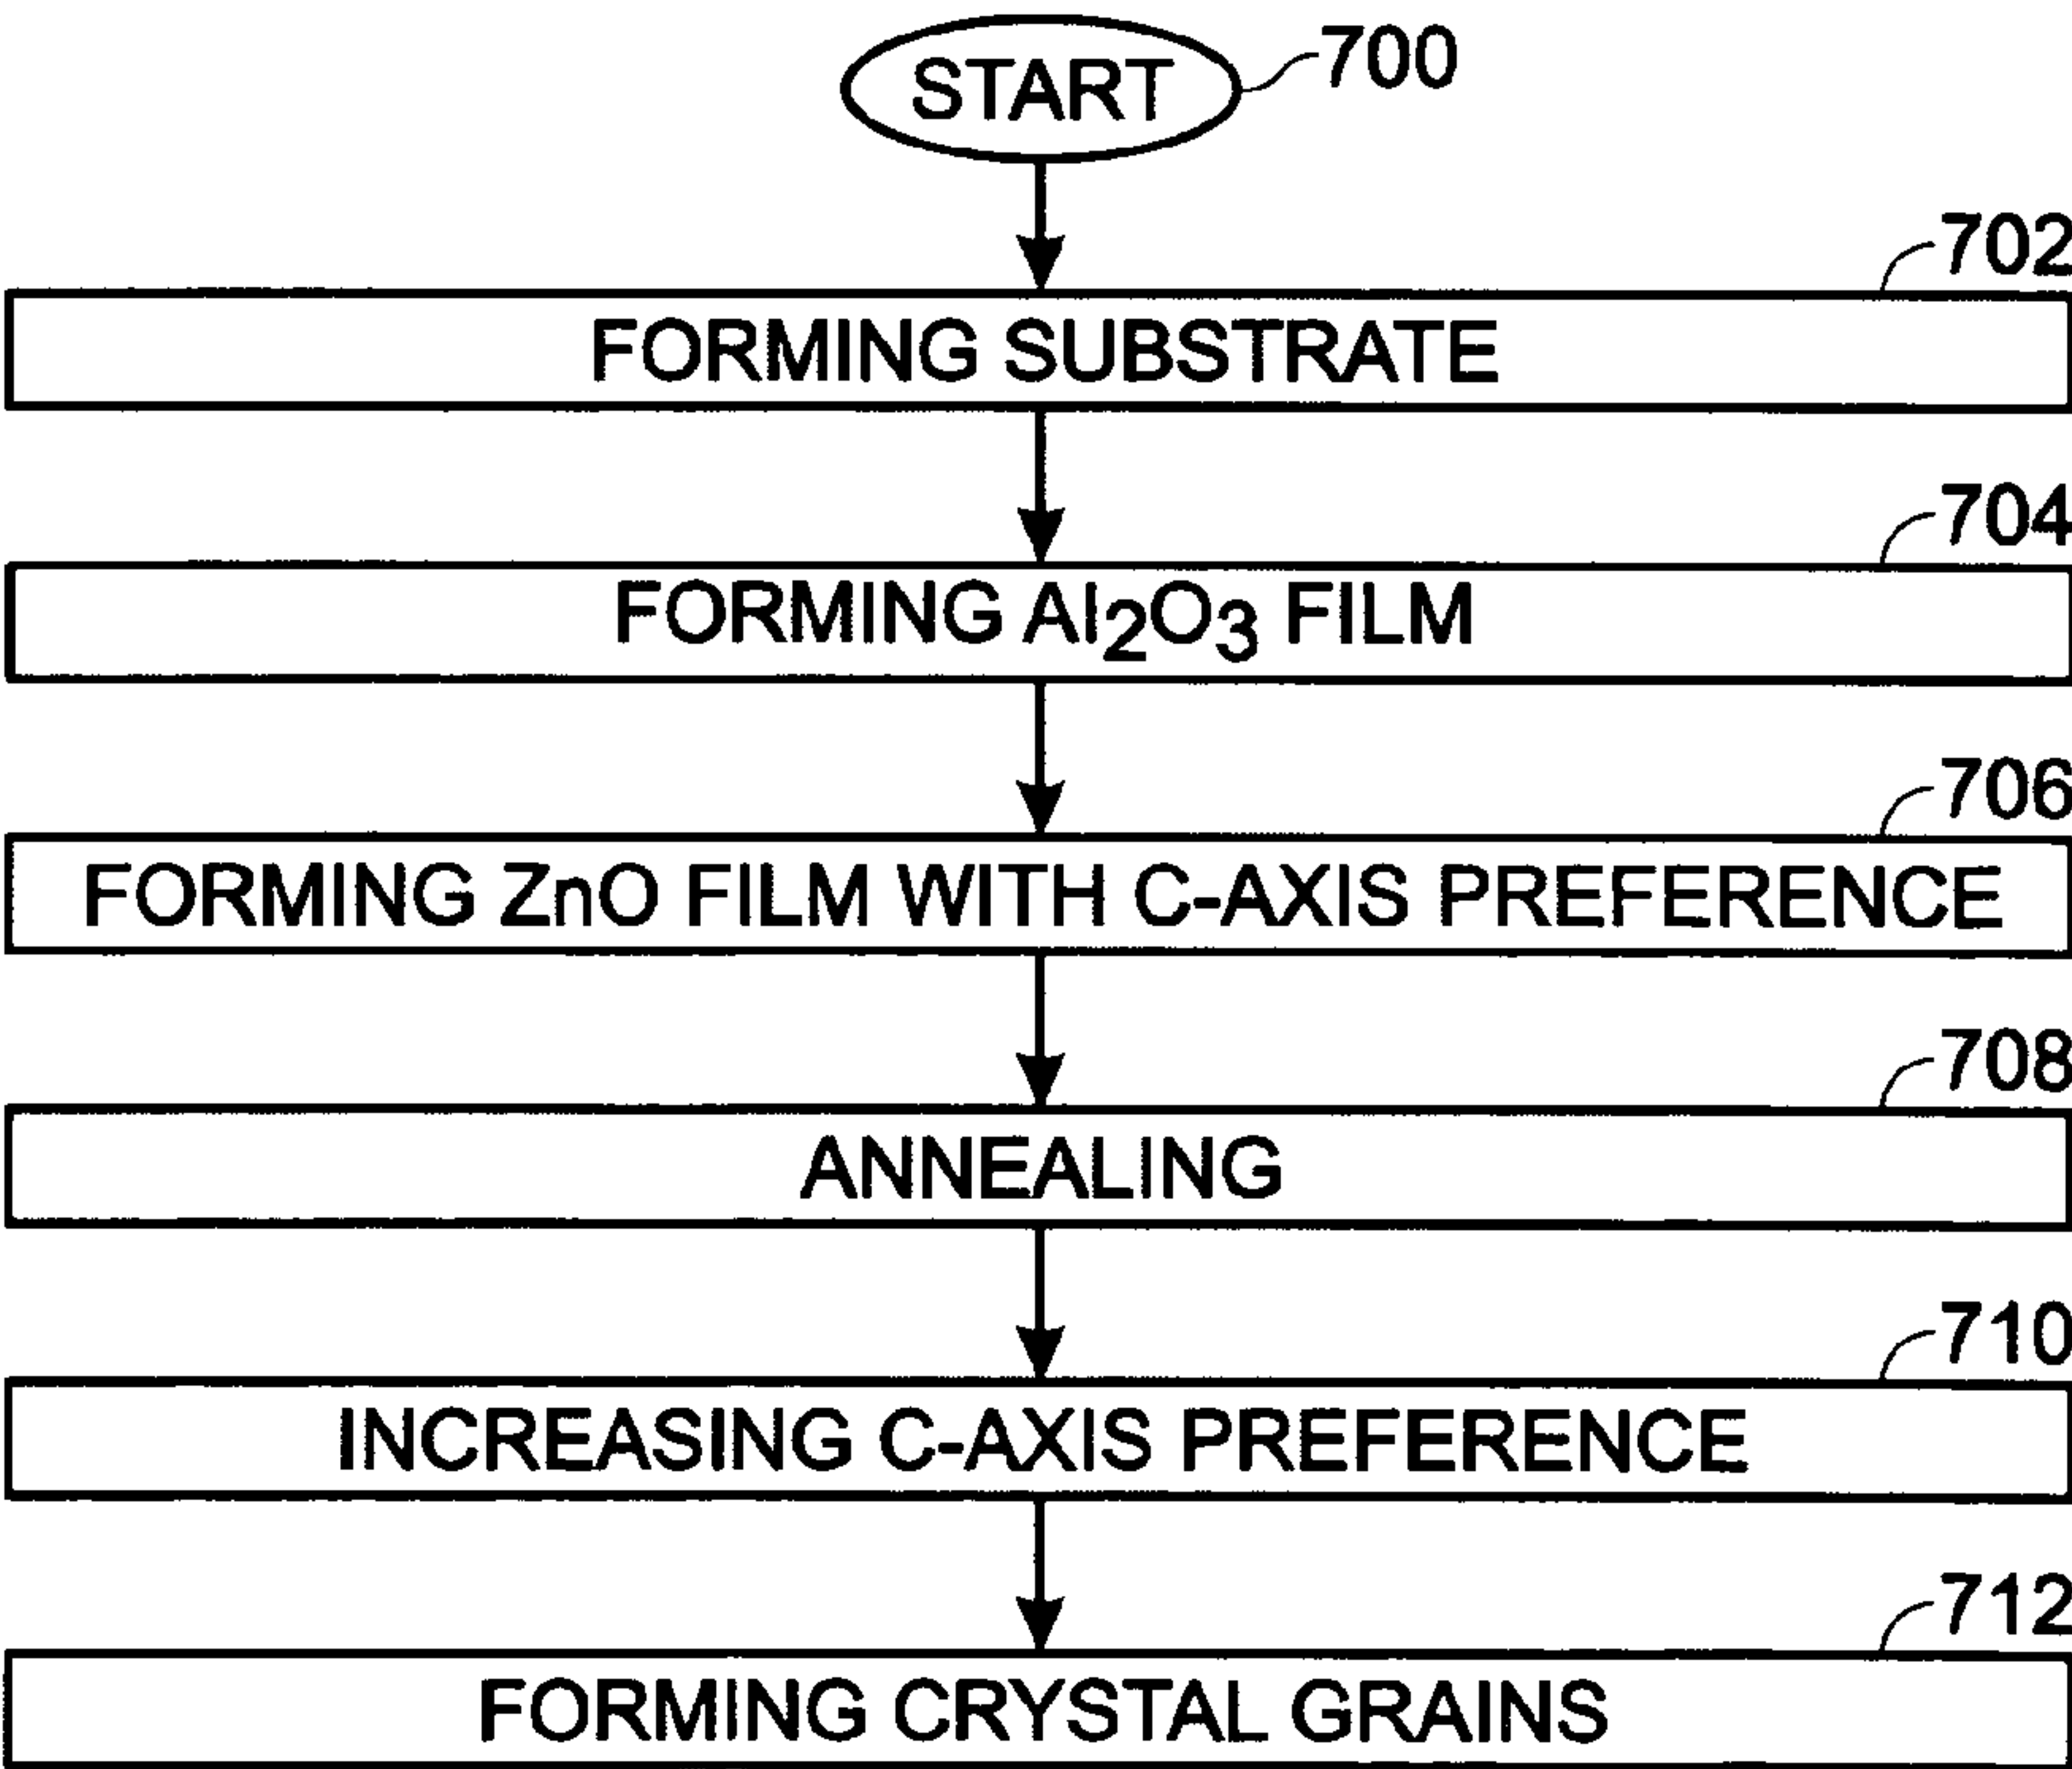 START
700
702
FORMING SUBSTRATE
704
FORMING Al₂O₃ FILM
706
FORMING ZnO FILM WITH C-AXIS PREFERENCE
708
ANNEALING
710
INCREASING C-AXIS PREFERENCE
712
FORMING CRYSTAL GRAINS